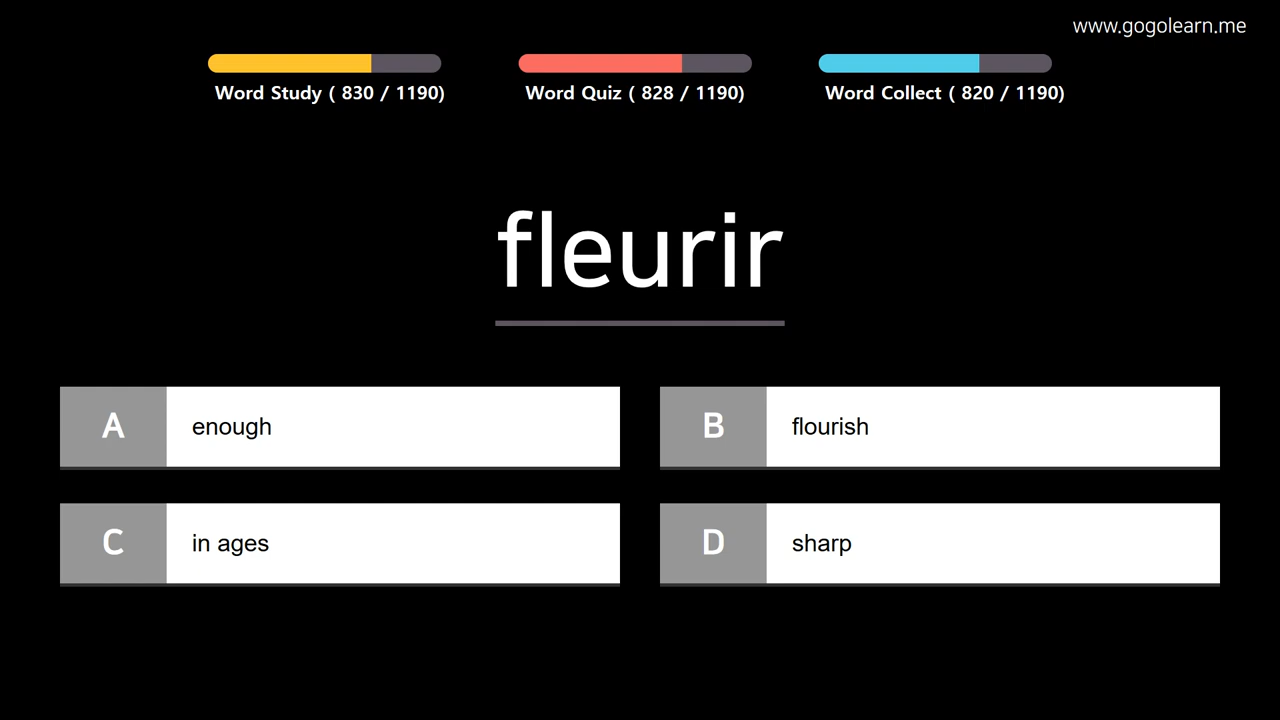 www.gogolearn.me
Word Study ( 830 / 1190)
Word Quiz ( 828 / 1190)
Word Collect ( 820 / 1190)
fleurir
A enough
B flourish
C in ages
D sharp